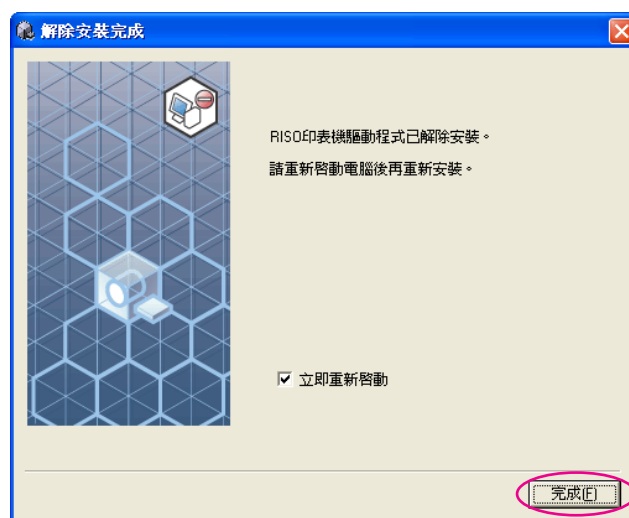 解除安裝完成
RISO印表機驅動程式已解除安裝。
請重新啓動電腦後再重新安裝。
立即重新啓動
完成(F)